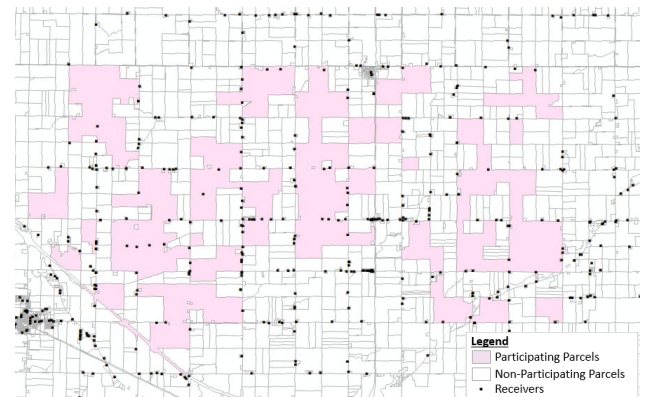 Legend
Participating Parcels
Non-Participating Parcels
Receivers